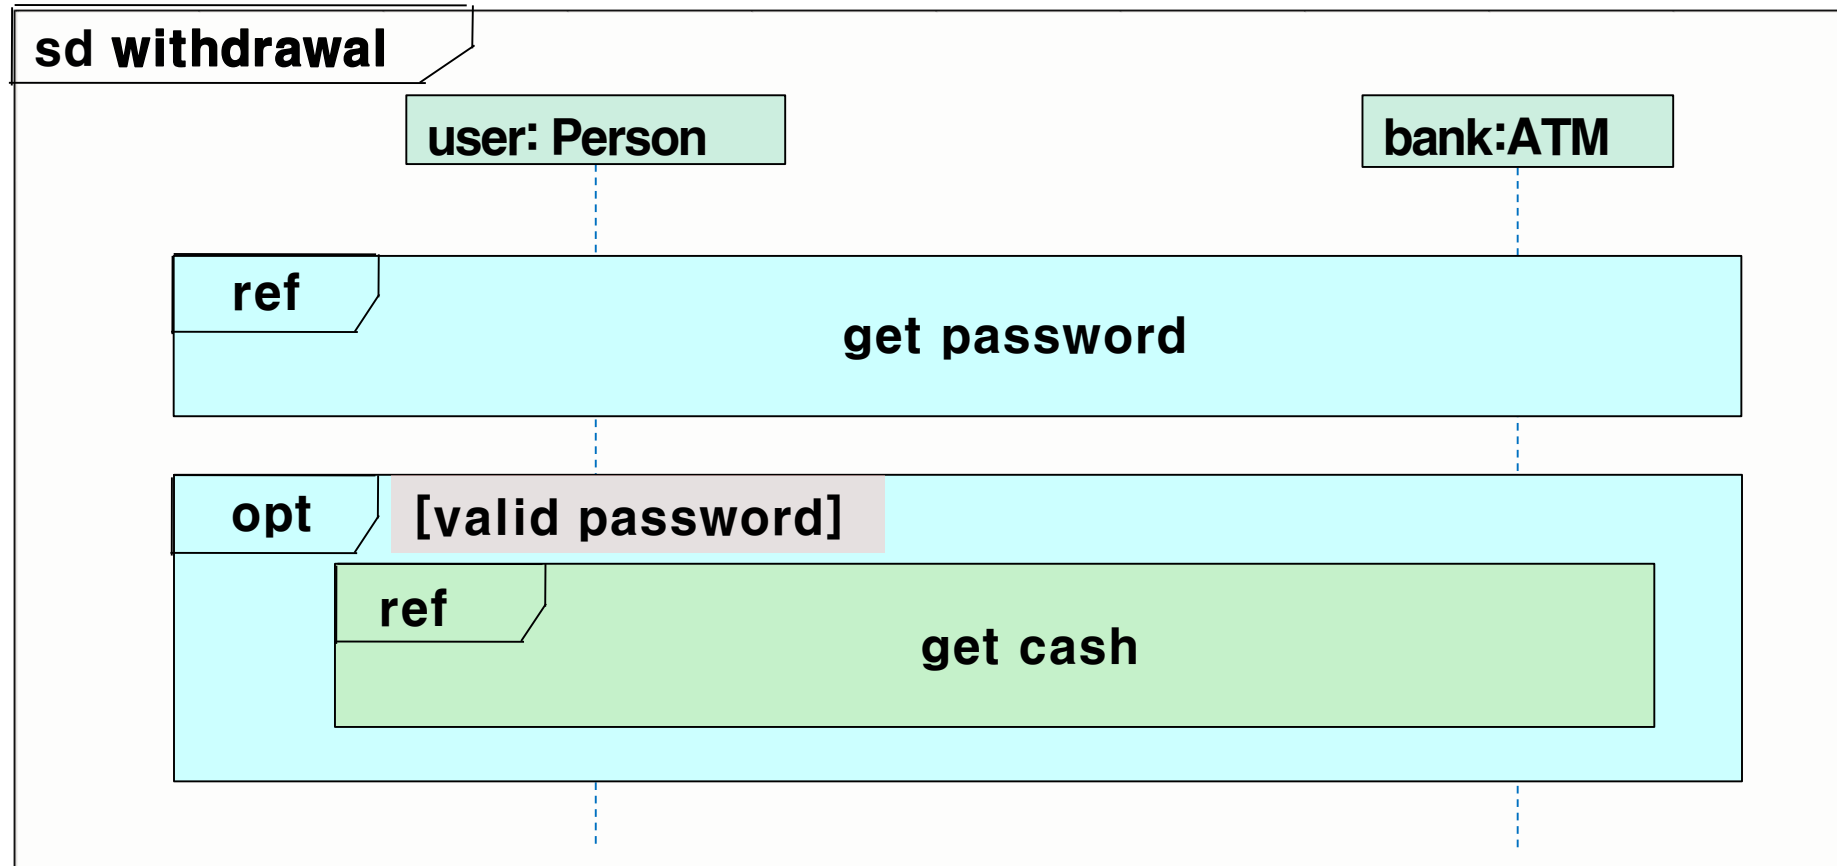 sd withdrawal
user: Person
bank:ATM
ref
get password
opt
[valid password]
ref
get cash